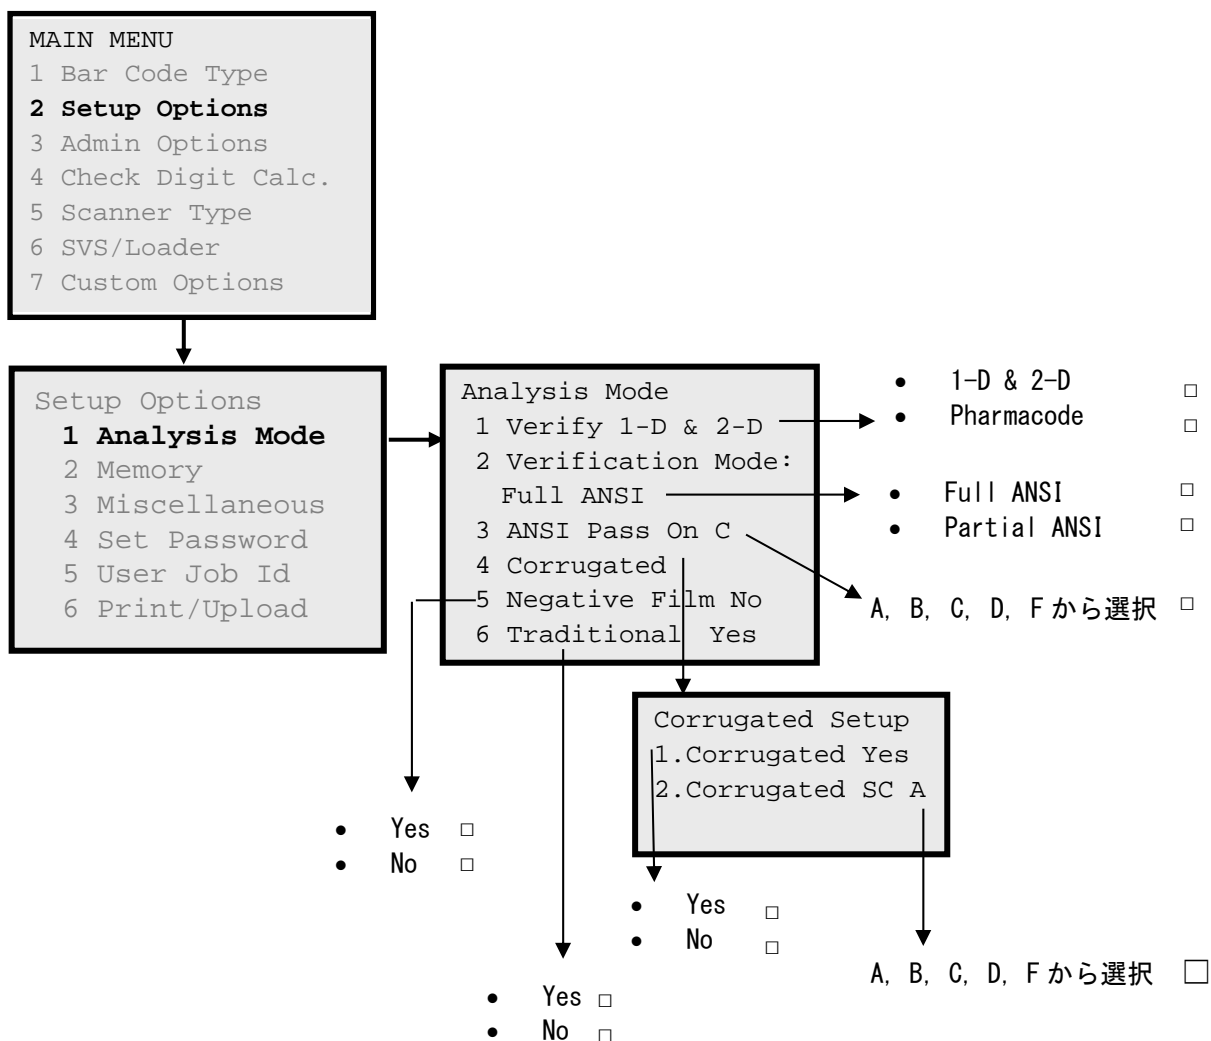 MAIN MENU
1 Bar Code Type
2 Setup Options
3 Admin Options
4 Check Digit Calc.
5 Scanner Type
6 SVS/Loader
7 Custom Options
Setup Options
1 Analysis Mode
2 Memory
3 Miscellaneous
4 Set Password
5 User Job Id
6 Print/Upload
Analysis Mode
1 Verify 1-D & 2-D
2 Verification Mode:
Full ANSI
3 ANSI Pass On C
4 Corrugated
5 Negative Film No
6 Traditional Yes
• 1-D & 2-D □
• Pharmacode □
• Full ANSI □
• Partial ANSI □
A, B, C, D, F から選択 □
Corrugated Setup
1.Corrugated Yes
2.Corrugated SC A
• Yes □
• No □
• Yes □
• No □
A, B, C, D, F から選択 □
• Yes □
• No □